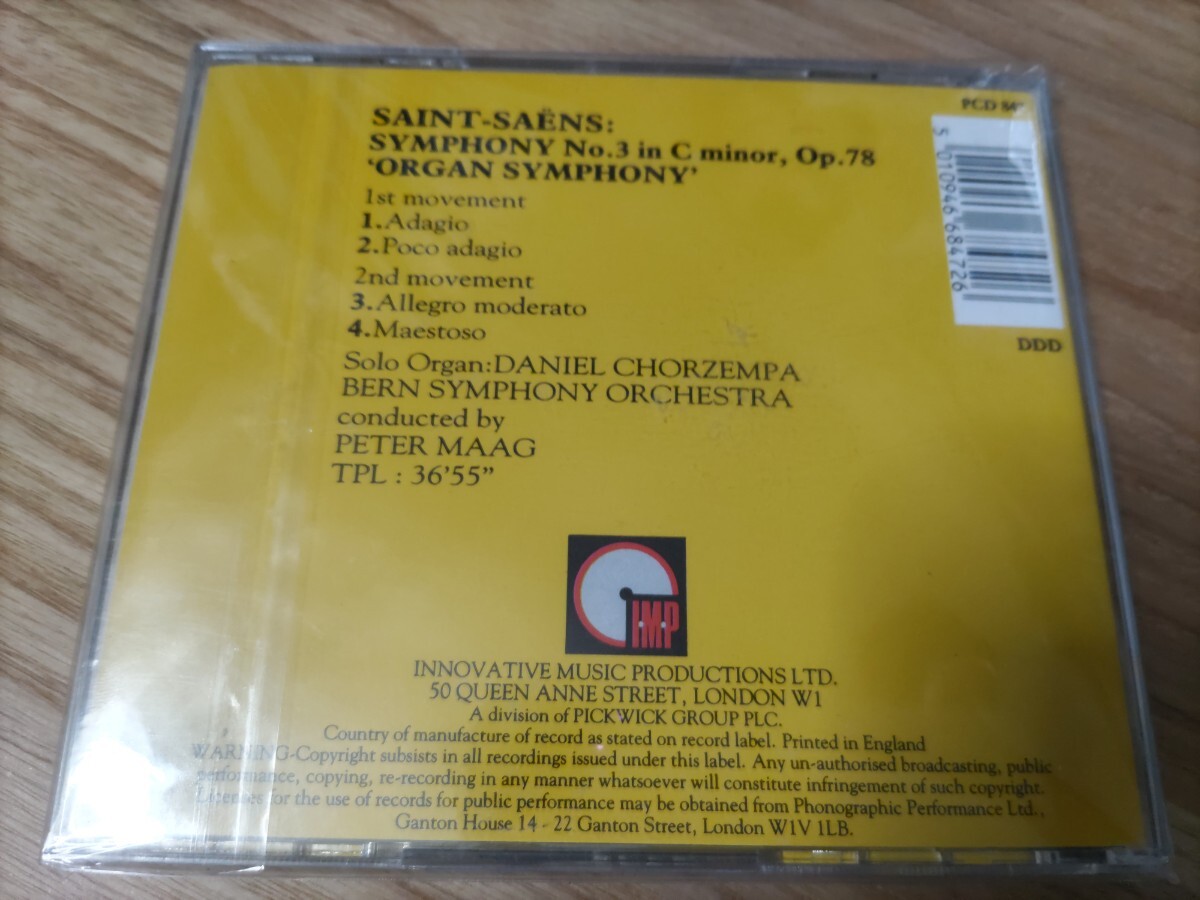 SAINT-SAËNS:
SYMPHONY No.3 in C minor, Op.78
‘ORGAN SYMPHONY’
1st movement
1.Adagio
2.Poco adagio
2nd movement
3.Allegro moderato
4.Maestoso
Solo Organ:DANIEL CHORZEMPA
BERN SYMPHONY ORCHESTRA
conducted by
PETER MAAG
TPL : 36'55”
PCD
5 010946 684726
DDD
I·M·P
INNOVATIVE MUSIC PRODUCTIONS LTD.
50 QUEEN ANNE STREET, LONDON W1
A division of PICKWICK GROUP PLC.
Country of manufacture of record as stated on record label. Printed in England
WARNING-Copyright subsists in all recordings issued under this label. Any un-authorised broadcasting, public
performance, copying, re-recording in any manner whatsoever will constitute infringement of such copyright.
Licenses for the use of records for public performance may be obtained from Phonographic Performance Ltd.,
Ganton House 14 - 22 Ganton Street, London W1V 1LB.